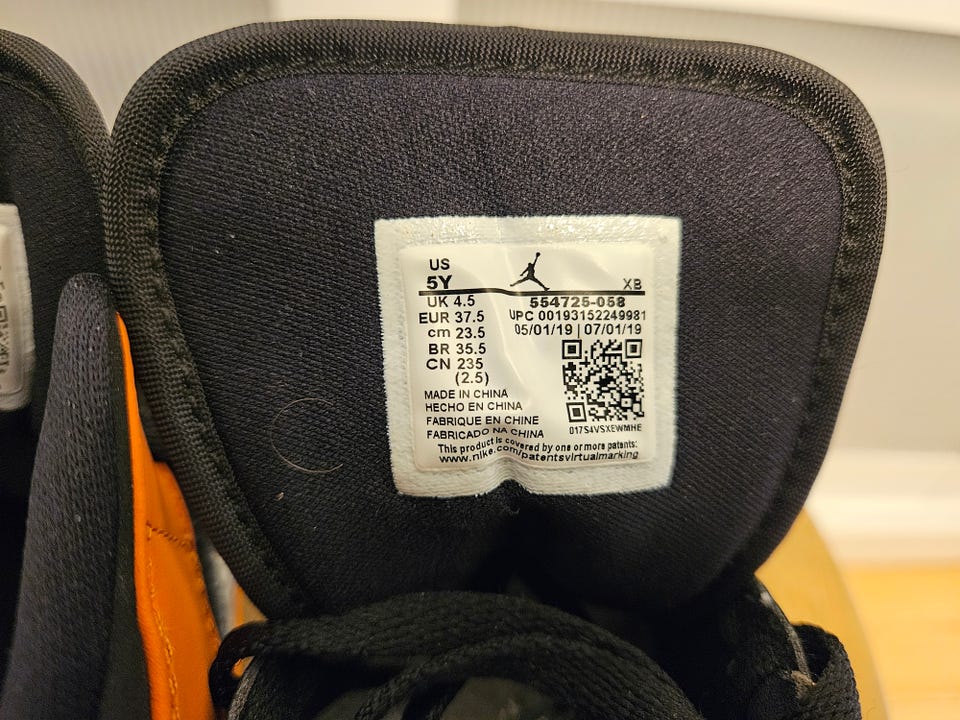 US
5Y
XB
UK 4.5
554725-058
EUR 37.5
UPC 00193152249981
cm 23.5
05/01/19 | 07/01/19
BR 35.5
CN 235
(2.5)
MADE IN CHINA
HECHO EN CHINA
FABRIQUE EN CHINE
FABRICADO NA CHINA
017S4VSXEWMHE
This product is covered by one or more patents:
www.nike.com/patentsvirtualmarking